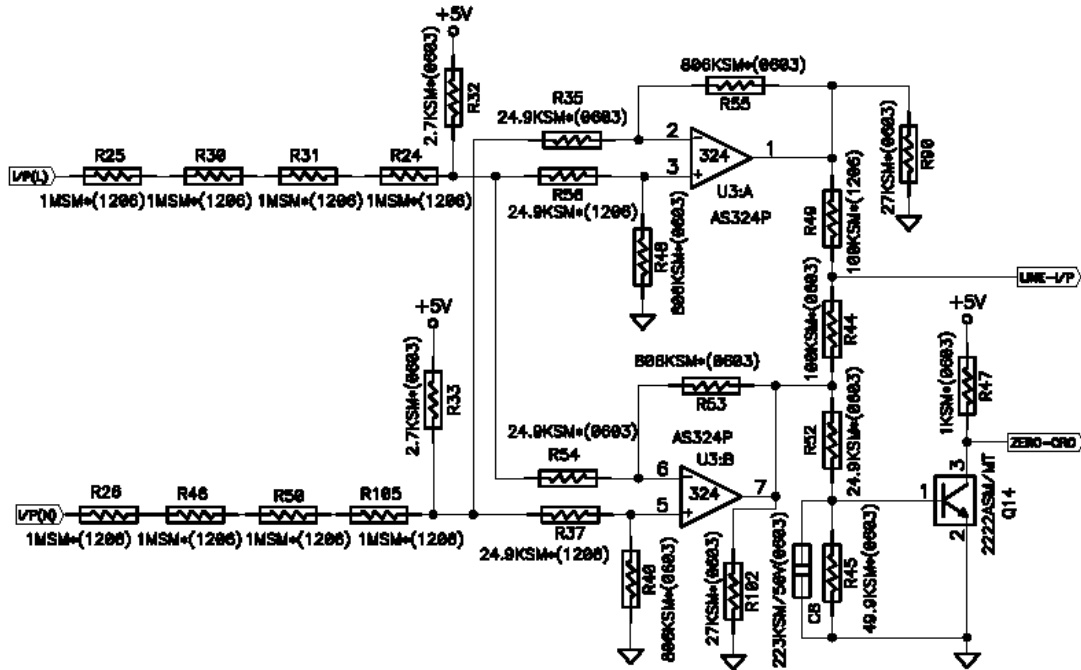 +5V
2.7KSM*(0603)
R32
806KSM*(0603)
R55
R35
24.9KSM*(0603)
2
324
1
3
U3:A
AS324P
27KSM*(0603)
R90
I/P(L)
R25
R30
R31
R24
1MSM*(1206)
1MSM*(1206)
1MSM*(1206)
1MSM*(1206)
R56
24.9KSM*(1206)
R48
806KSM*(0603)
R49
100KSM*(1206)
LINE-I/P
+5V
2.7KSM*(0603)
R33
100KSM*(0603)
R44
+5V
1KSM*(0603)
R47
806KSM*(0603)
R53
24.9KSM*(0603)
R54
AS324P
U3:B
6
324
7
5
R52
24.9KSM*(0603)
ZERO-CRO
3
1
2
2222ASM/MT
Q14
I/P(N)
R26
R46
R50
R105
1MSM*(1206)
1MSM*(1206)
1MSM*(1206)
1MSM*(1206)
R37
24.9KSM*(1206)
R40
806KSM*(0603)
27KSM*(0603)
R102
223KSM/50V(0603)
C8
R45
49.9KSM*(0603)